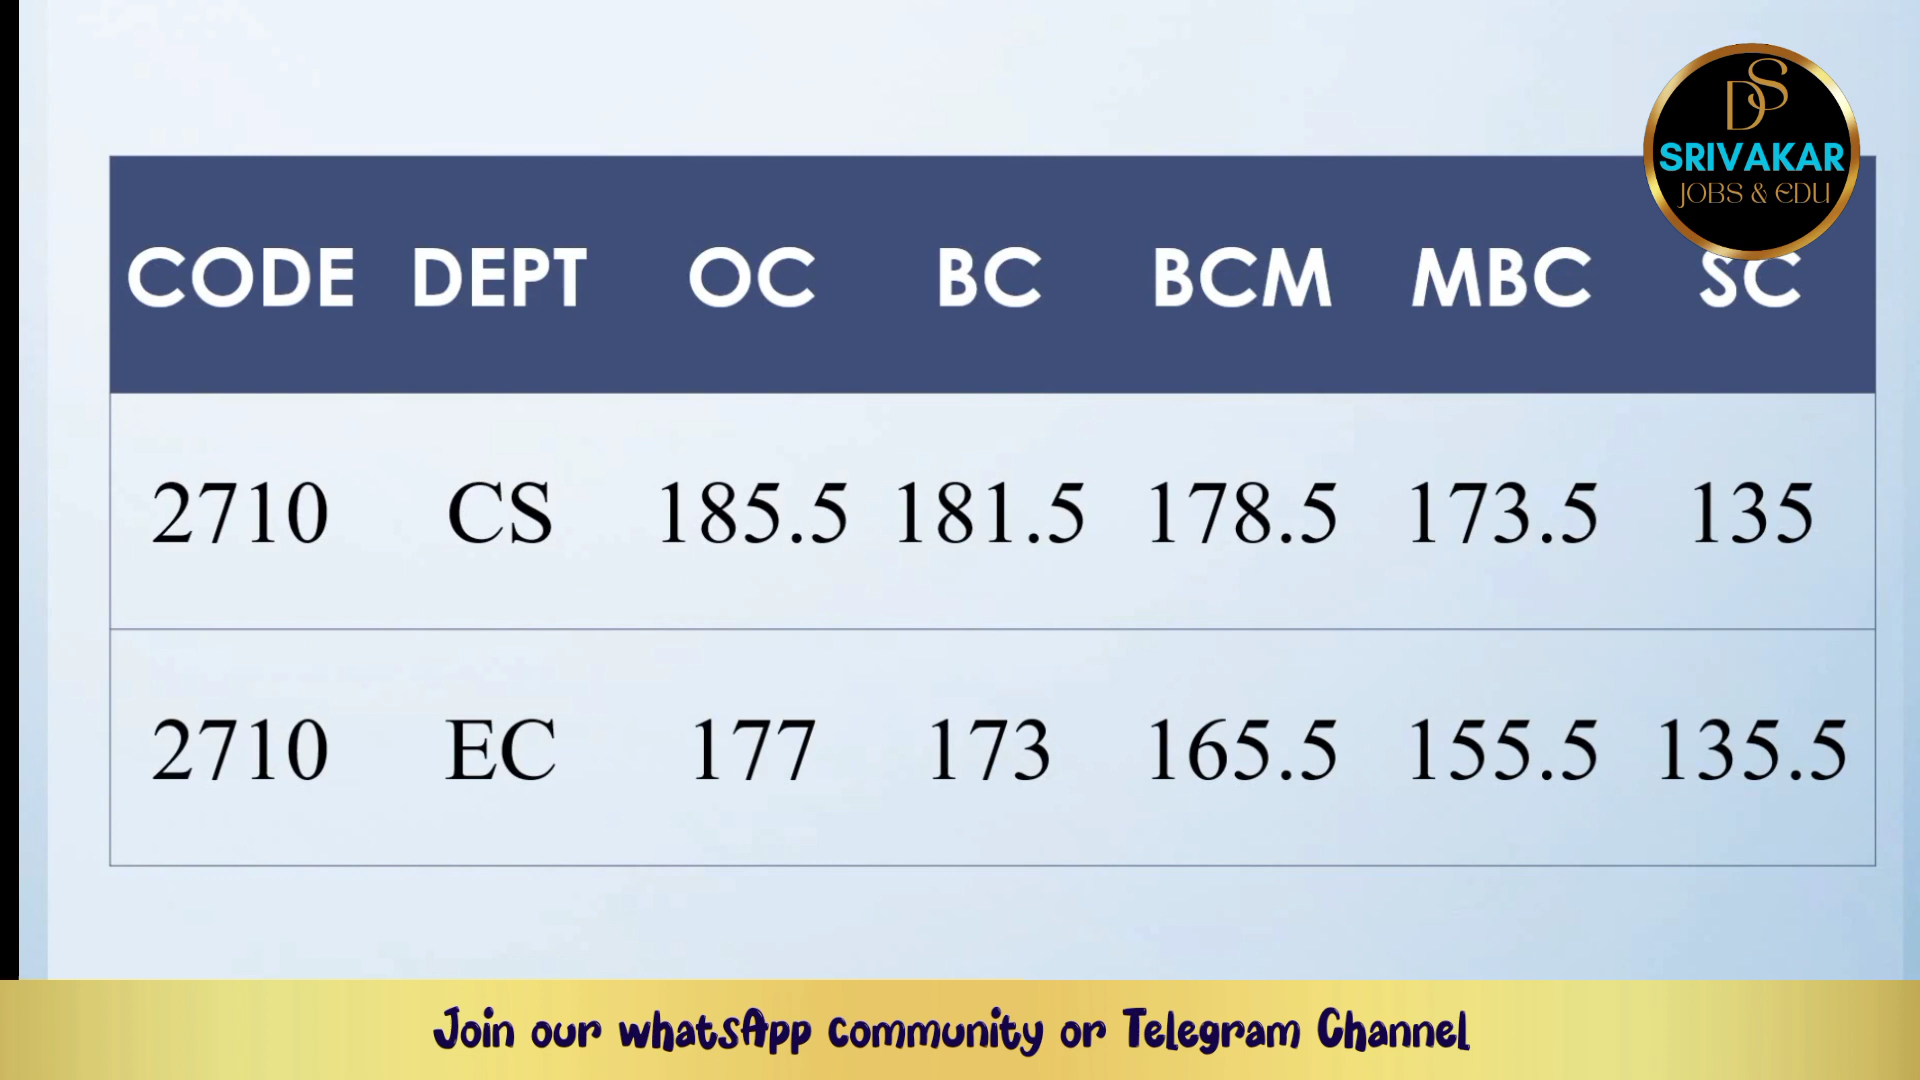 DS
SRIVAKAR
JOBS & EDU
CODE DEPT OC BC BCM MBC SC
2710 CS 185.5 181.5 178.5 173.5 135
2710 EC 177 173 165.5 155.5 135.5
Join our whatsApp community or Telegram Channel